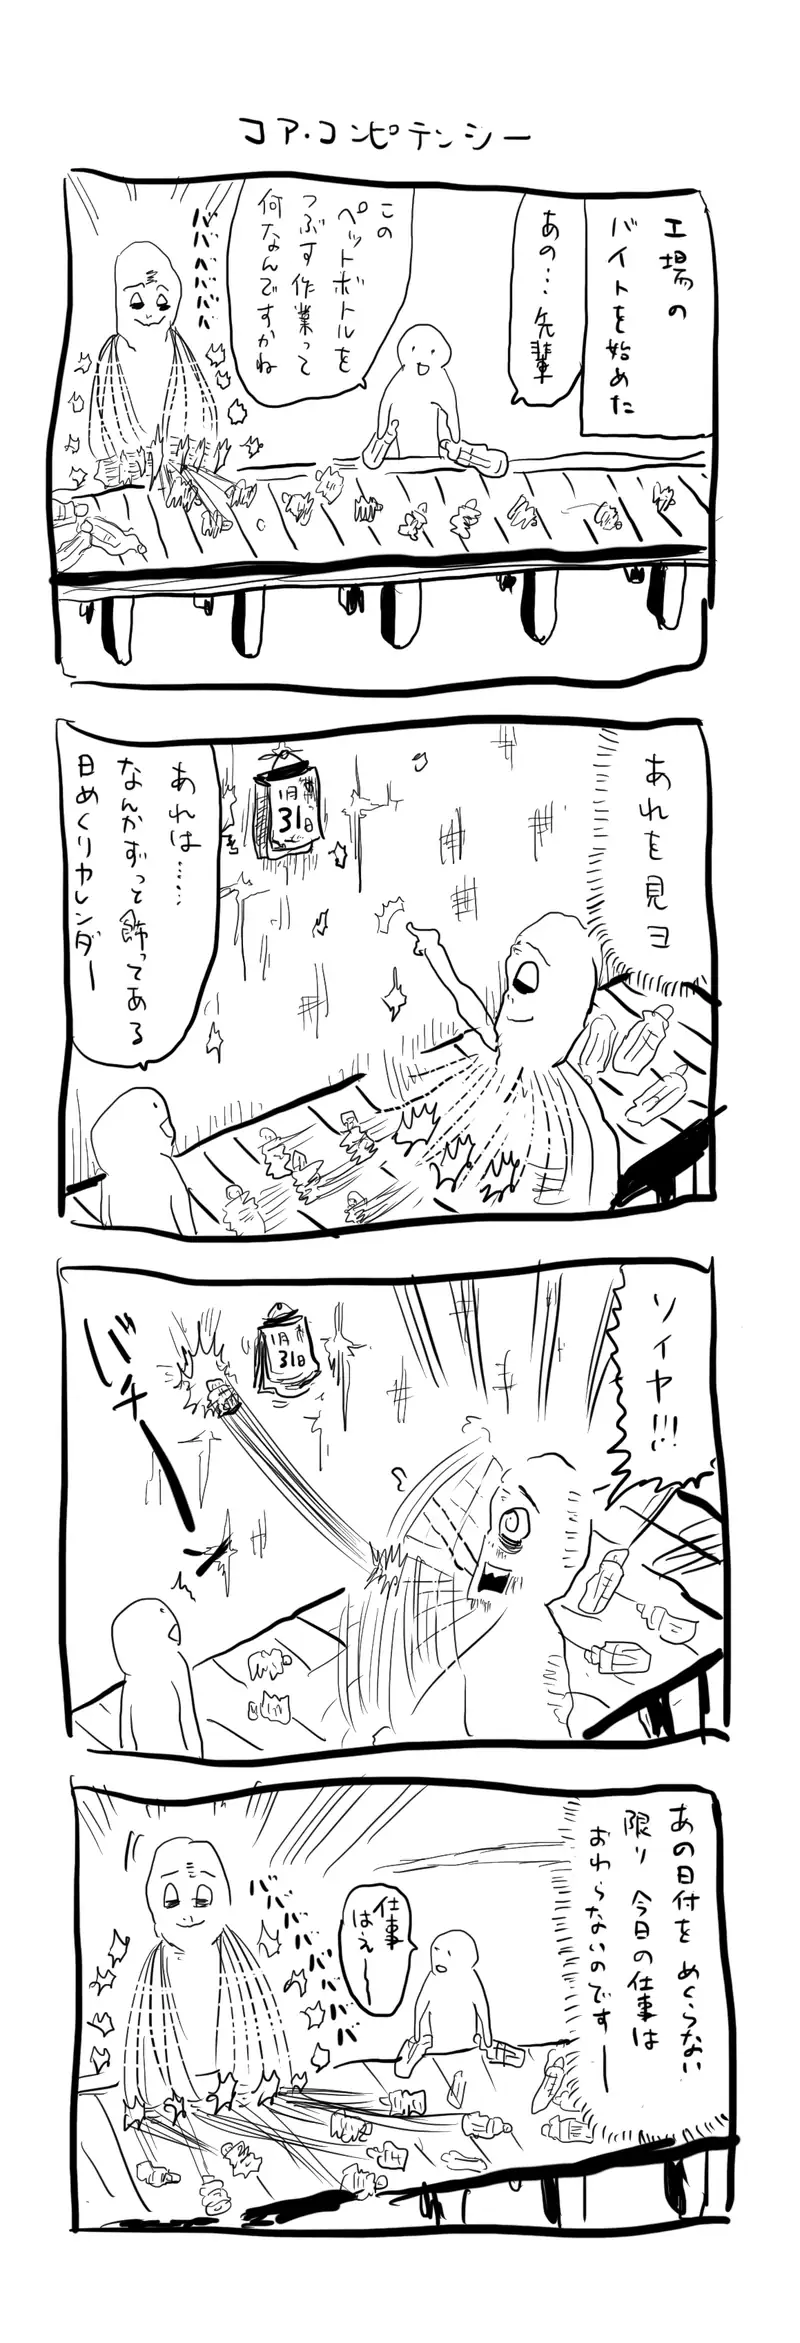 コア・コンピテンシー
工場の
バイトを始めた
あの…先輩
この
ペットボトルを
つぶす作業って
何なんですかね
バババババババ
あれを見ヨ
1月
31日
あれは……
なんかずっと飾ってある
日めくりカレンダー
ソイヤ!!!
1月
31日
バチーン
あの日付を めくらない
限り 今日の仕事は
おわらないのですー
仕事
はえー
バババババババババ